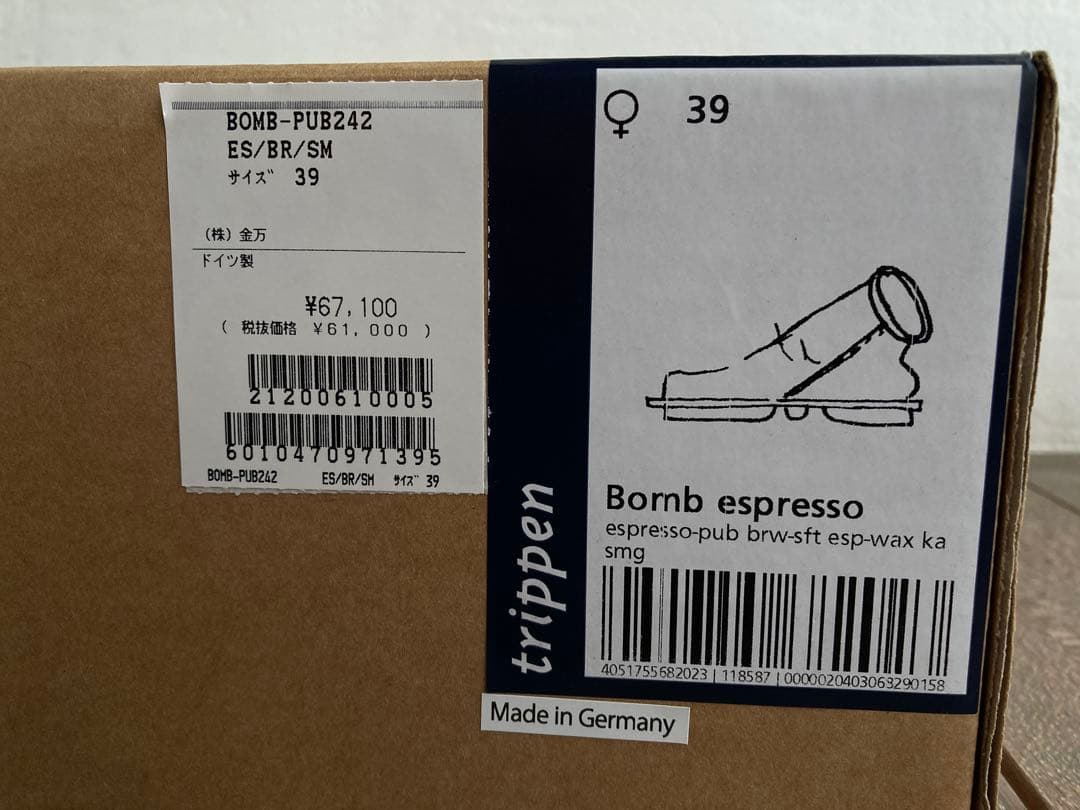 BOMB-PUB242
ES/BR/SM
サイズ 39
(株)金万
ドイツ製
¥67,100
( 税抜価格 ¥61,000 )
21200610005
6010470971395
BOMB-PUB242 ES/BR/SM サイズ 39
♀ 39
Bomb espresso
espresso-pub brw-sft esp-wax ka
smg
4051755682023 | 118587 | 0000020403068290158
trippen
Made in Germany